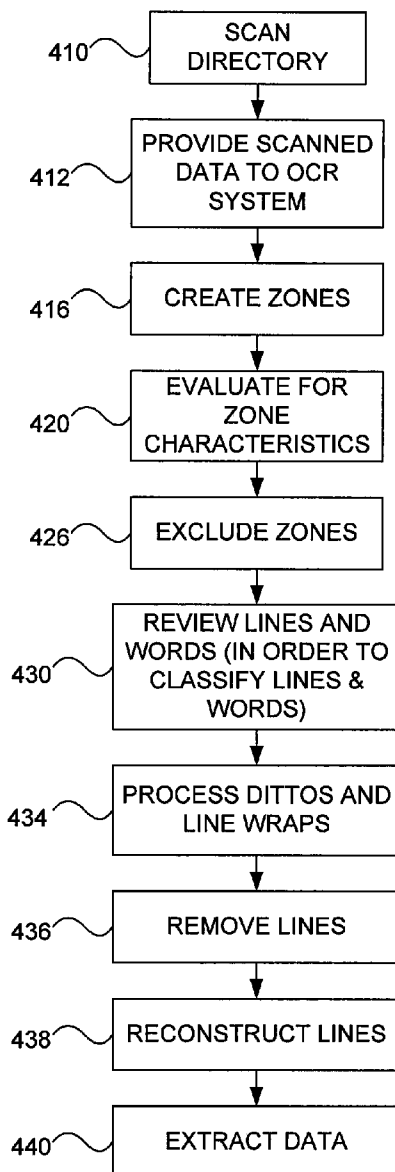 410
SCAN
DIRECTORY
412
PROVIDE SCANNED
DATA TO OCR
SYSTEM
416
CREATE ZONES
420
EVALUATE FOR
ZONE
CHARACTERISTICS
426
EXCLUDE ZONES
430
REVIEW LINES AND
WORDS (IN ORDER TO
CLASSIFY LINES &
WORDS)
434
PROCESS DITTOS AND
LINE WRAPS
436
REMOVE LINES
438
RECONSTRUCT LINES
440
EXTRACT DATA